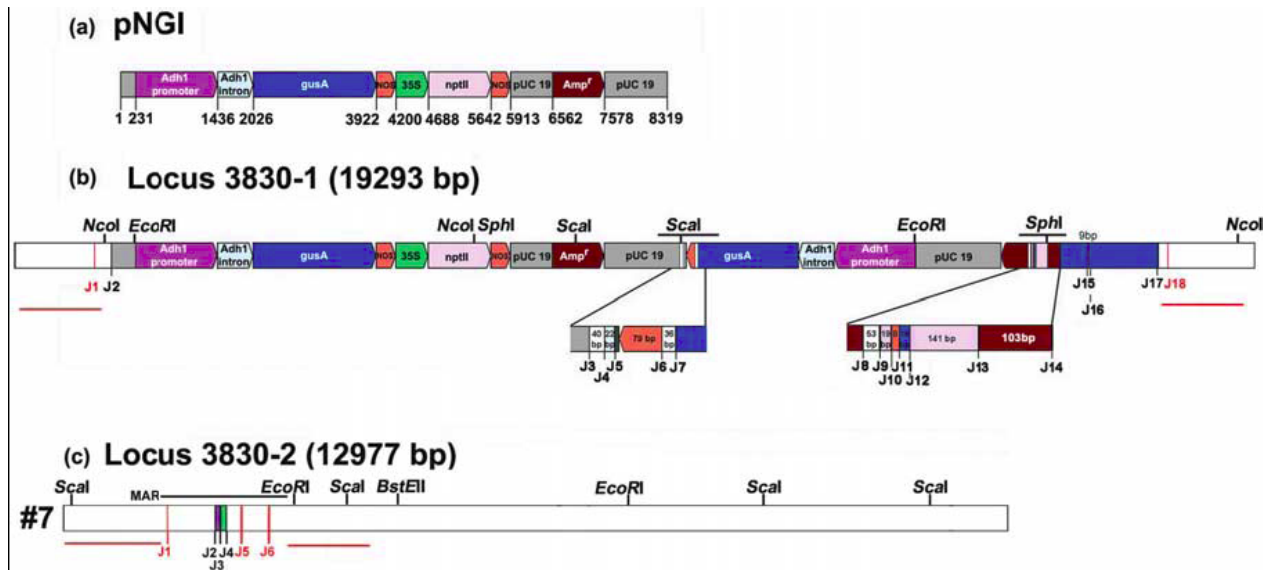 (a) pNGI
Adh1 promoter Adh1 intron gusA NOS 35S nptII NOS pUC 19 Ampr pUC 19
1 231 1436 2026 3922 4200 4688 5642 5913 6562 7578 8319
(b) Locus 3830-1 (19293 bp)
NcoI EcoRI NcoI SphI ScaI ScaI EcoRI SphI NcoI
9bp
Adh1 promoter Adh1 intron gusA NOS 35S nptII NOS pUC 19 Ampr pUC 19 gusA Adh1 intron Adh1 promoter pUC 19
J1 J2 J15 J17 J18
J16
40 bp 22 bp 79 bp 36 bp 53 bp 19 bp 141 bp 103bp
J3 J5 J6 J7 J8 J9 J11 J13 J14
J4 J10 J12
(c) Locus 3830-2 (12977 bp)
ScaI MAR EcoRI ScaI BstEII EcoRI ScaI ScaI
#7
J1 J2 J4 J5 J6
J3